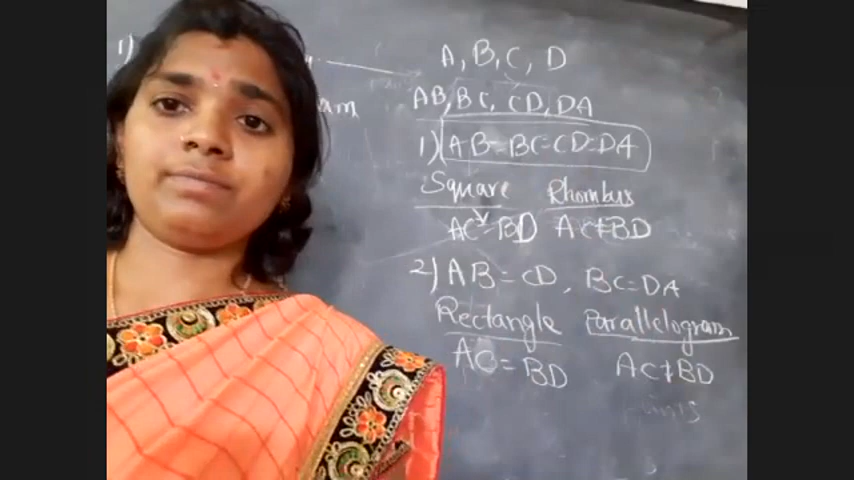 1)
A, B, C, D
am
AB, BC, CD, DA
1) AB=BC=CD=DA
Square Rhombus
AC=BD AC≠BD
2) AB=CD, BC=DA
Rectangle Parallelogram
AC=BD AC≠BD